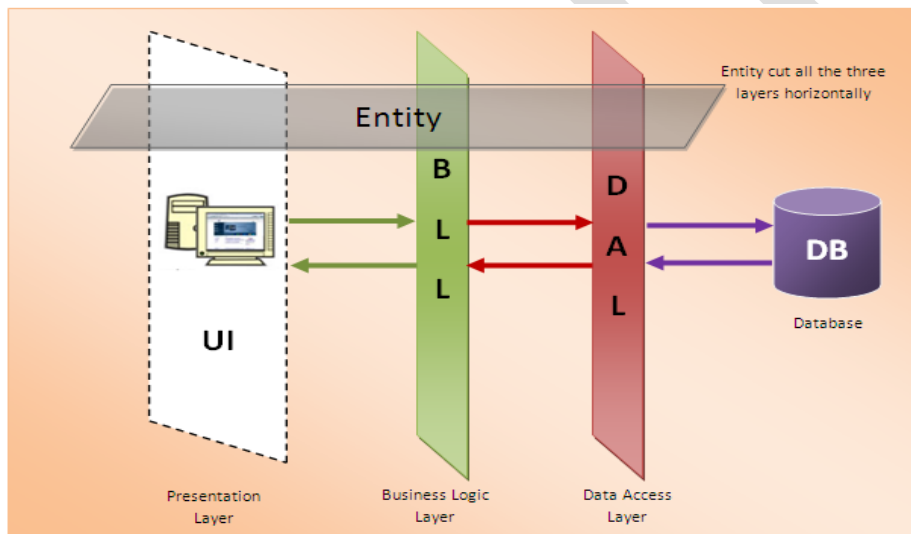 Entity cut all the three
layers horizontally
Entity
B
L
L
D
A
L
UI
DB
Database
Presentation
Layer
Business Logic
Layer
Data Access
Layer